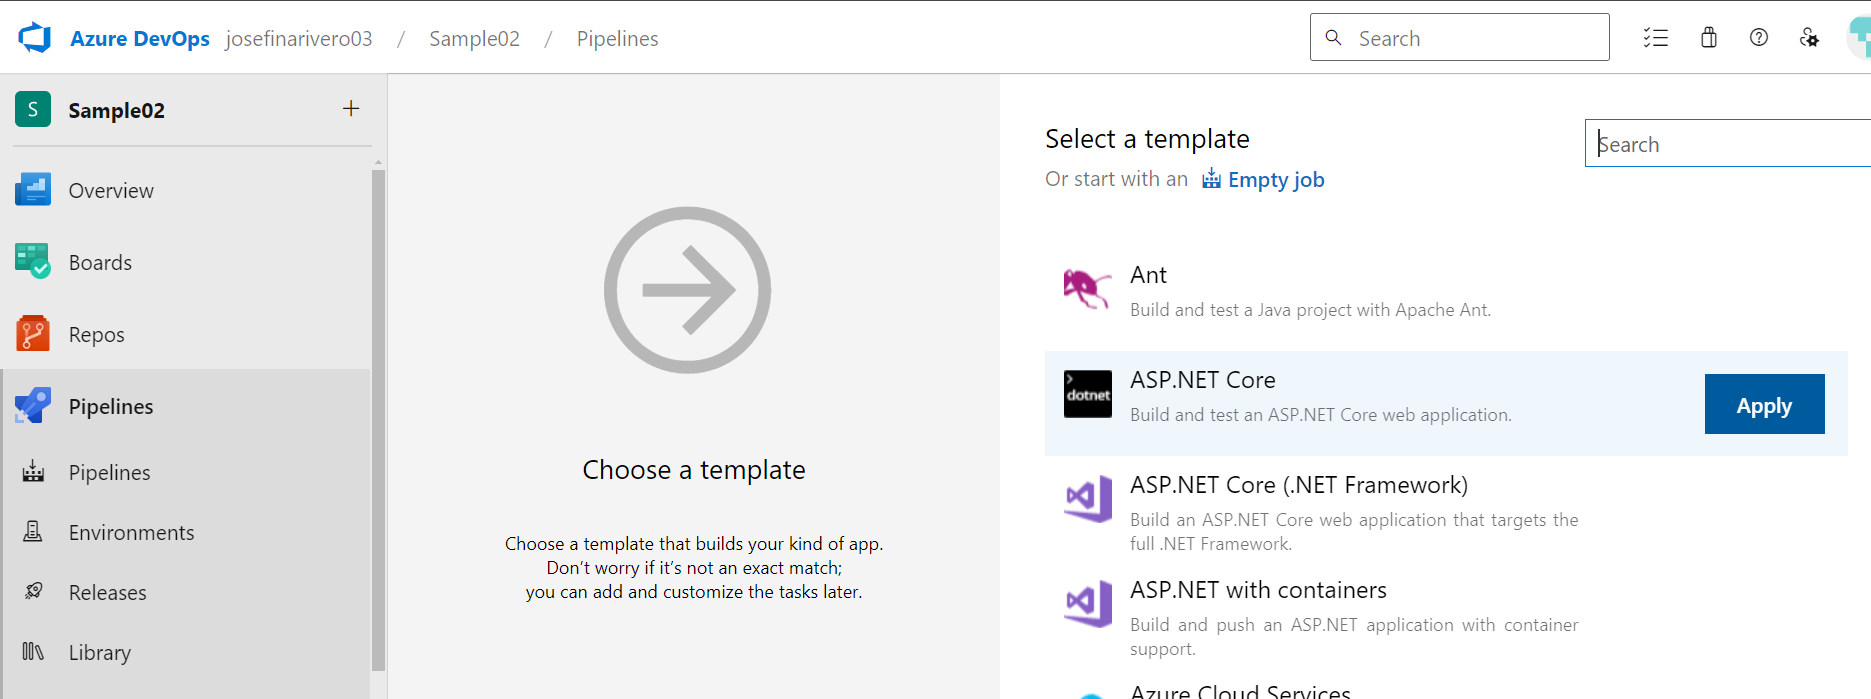 Azure DevOps josefinarivero03 / Sample02 / Pipelines
Search
S Sample02 +
Overview
Boards
Repos
Pipelines
Pipelines
Environments
Releases
Library
Choose a template
Choose a template that builds your kind of app.
Don't worry if it's not an exact match;
you can add and customize the tasks later.
Select a template
Search
Or start with an Empty job
Ant
Build and test a Java project with Apache Ant.
dotnet
ASP.NET Core
Build and test an ASP.NET Core web application.
Apply
ASP.NET Core (.NET Framework)
Build an ASP.NET Core web application that targets the
full .NET Framework.
ASP.NET with containers
Build and push an ASP.NET application with container
support.
Azure Cloud Services